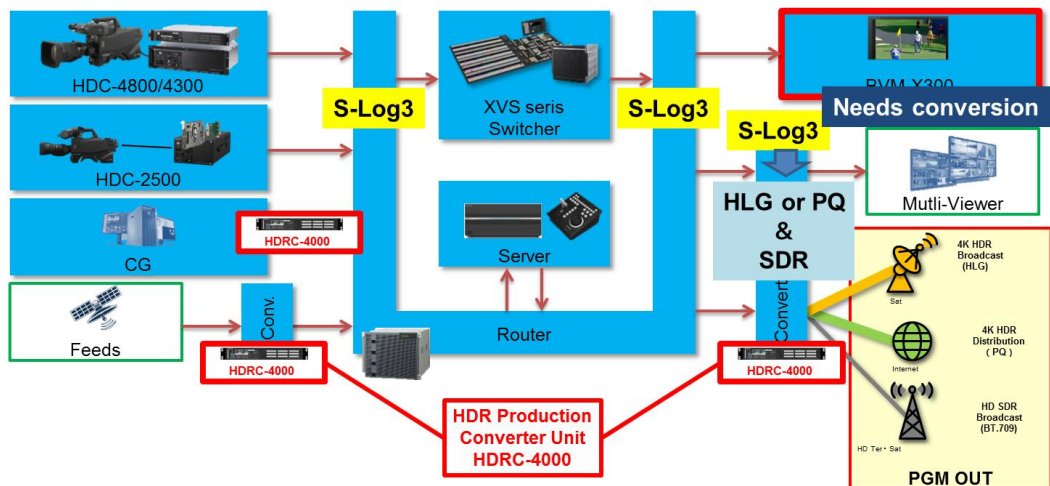 HDC-4800/4300
HDC-2500
CG
HDRC-4000
Feeds
Conv.
HDRC-4000
S-Log3
XVS seris
Switcher
S-Log3
Server
Router
HDR Production
Converter Unit
HDRC-4000
BVM-X300
Needs conversion
S-Log3
HLG or PQ
&
SDR
Mutli-Viewer
Convert
HDRC-4000
4K HDR
Broadcast
(HLG)
Sat
4K HDR
Distribution
( PQ )
Internet
HD SDR
Broadcast
(BT.709)
HD Ter・Sat
PGM OUT